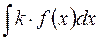 ∫k · f(x)dx